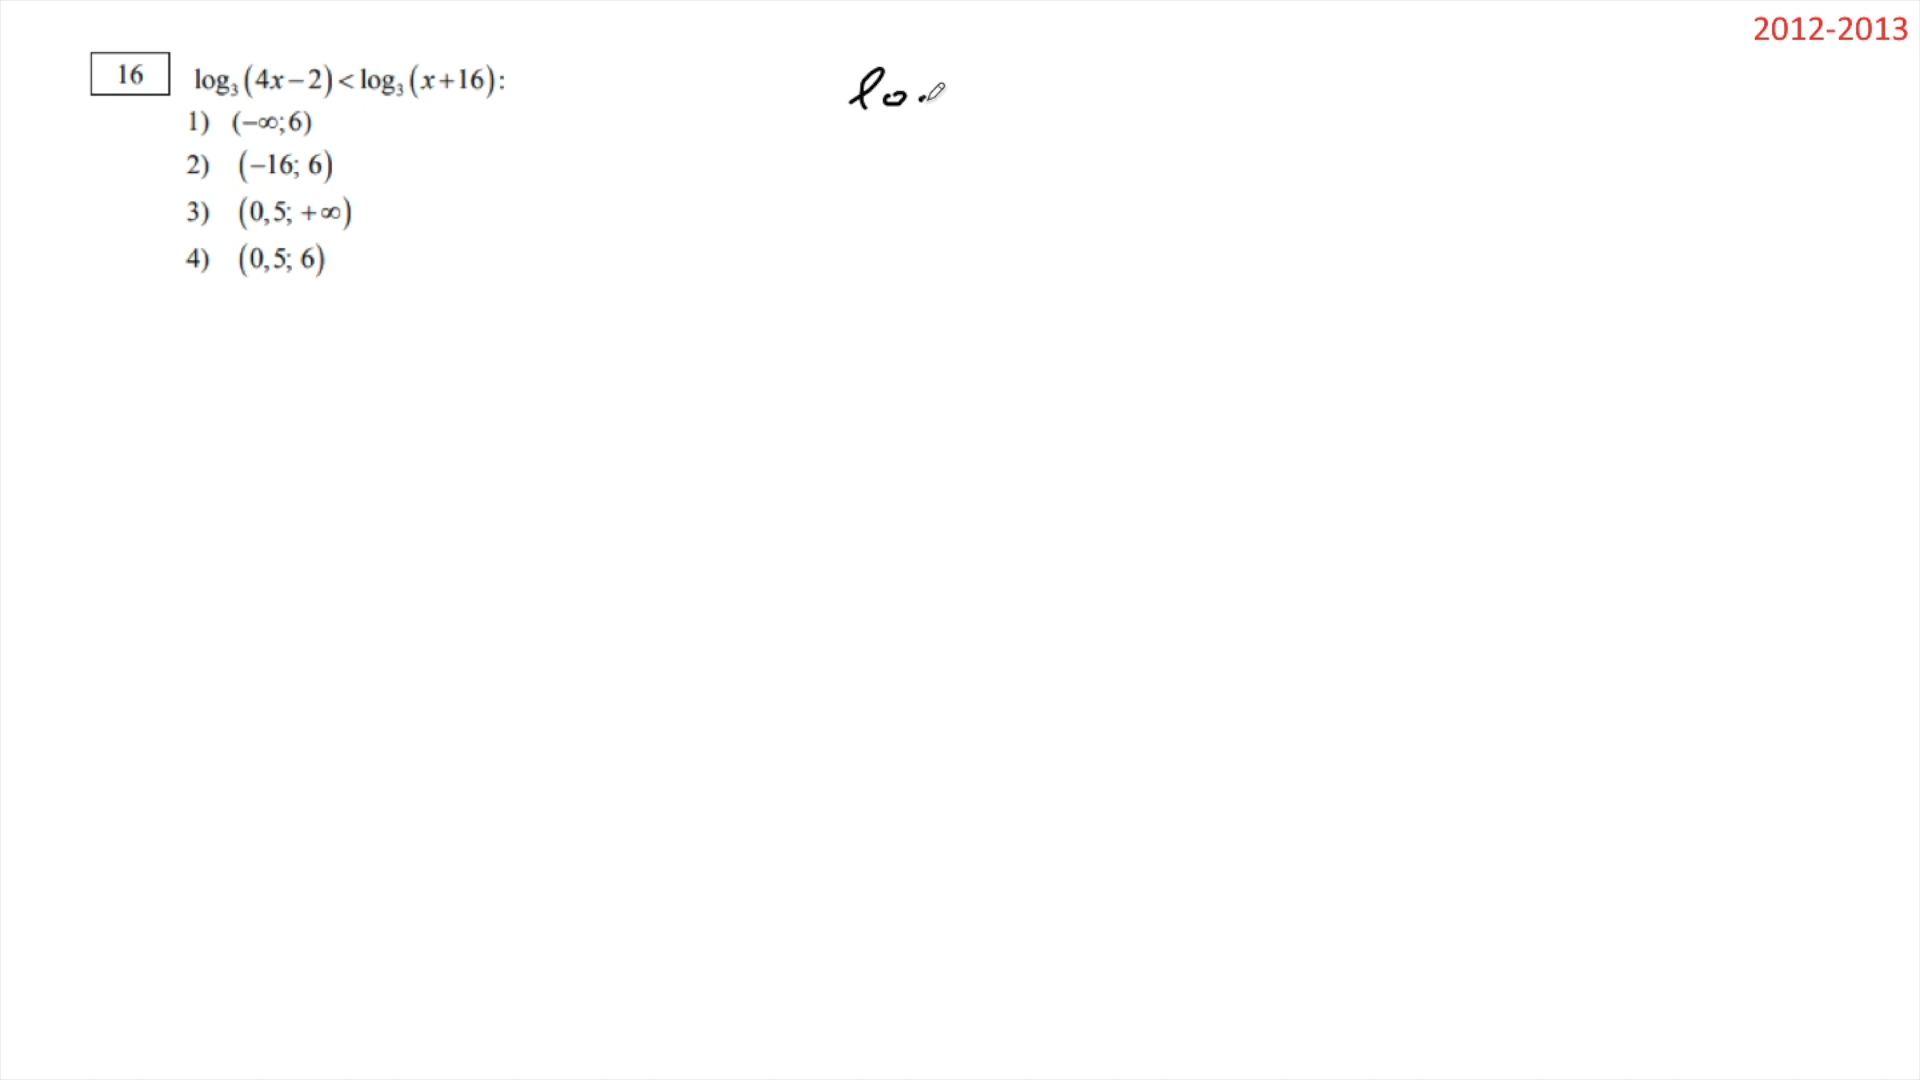 2012-2013
16 log₃(4x−2)<log₃(x+16):
1) (−∞;6)
2) (−16; 6)
3) (0,5; +∞)
4) (0,5; 6)
lo